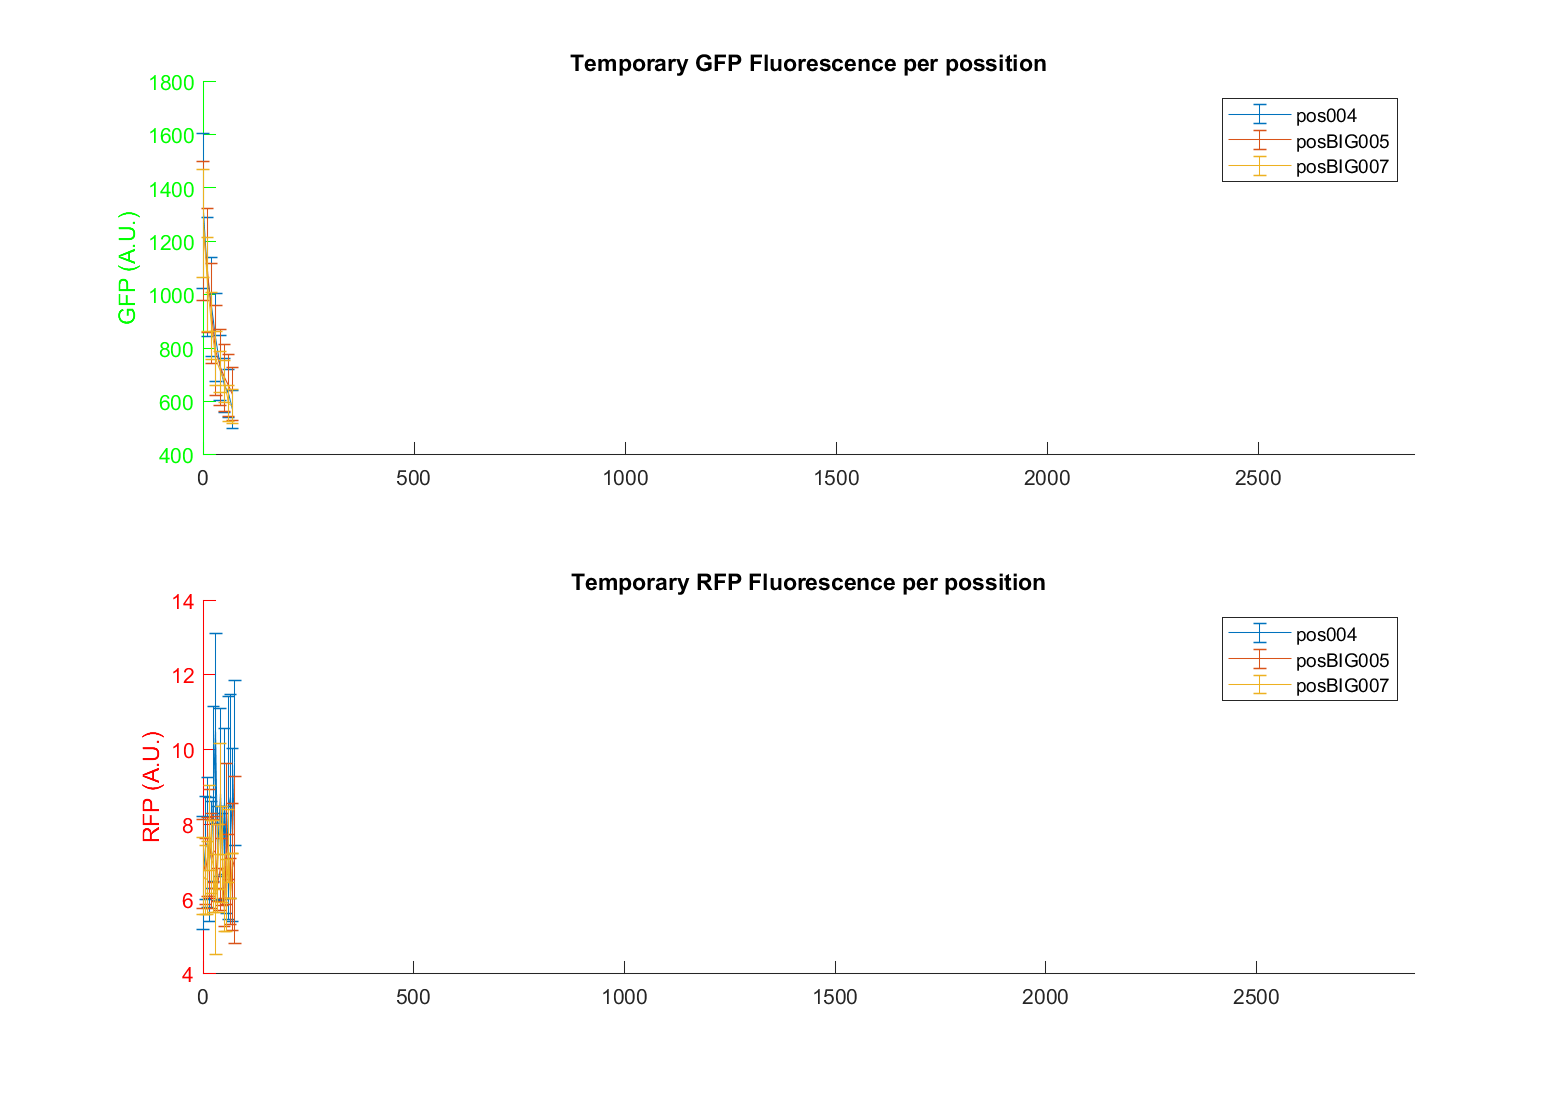 Temporary GFP Fluorescence per possition
1800
1600
1400
1200
1000
800
600
400
GFP (A.U.)
0 500 1000 1500 2000 2500
pos004
posBIG005
posBIG007
Temporary RFP Fluorescence per possition
14
12
10
8
6
4
RFP (A.U.)
0 500 1000 1500 2000 2500
pos004
posBIG005
posBIG007